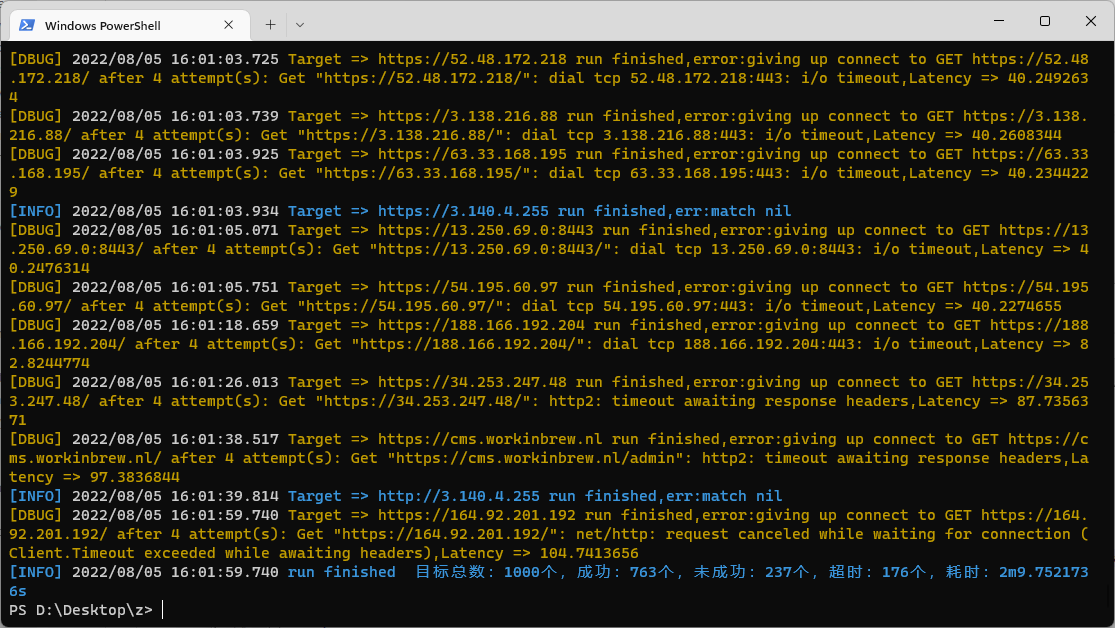 Windows PowerShell
[DBUG] 2022/08/05 16:01:03.725 Target => https://52.48.172.218 run finished,error:giving up connect to GET https://52.48
.172.218/ after 4 attempt(s): Get "https://52.48.172.218/": dial tcp 52.48.172.218:443: i/o timeout,Latency => 40.249263
4
[DBUG] 2022/08/05 16:01:03.739 Target => https://3.138.216.88 run finished,error:giving up connect to GET https://3.138.
216.88/ after 4 attempt(s): Get "https://3.138.216.88/": dial tcp 3.138.216.88:443: i/o timeout,Latency => 40.2608344
[DBUG] 2022/08/05 16:01:03.925 Target => https://63.33.168.195 run finished,error:giving up connect to GET https://63.33
.168.195/ after 4 attempt(s): Get "https://63.33.168.195/": dial tcp 63.33.168.195:443: i/o timeout,Latency => 40.234422
9
[INFO] 2022/08/05 16:01:03.934 Target => https://3.140.4.255 run finished,err:match nil
[DBUG] 2022/08/05 16:01:05.071 Target => https://13.250.69.0:8443 run finished,error:giving up connect to GET https://13
.250.69.0:8443/ after 4 attempt(s): Get "https://13.250.69.0:8443/": dial tcp 13.250.69.0:8443: i/o timeout,Latency => 4
0.2476314
[DBUG] 2022/08/05 16:01:05.751 Target => https://54.195.60.97 run finished,error:giving up connect to GET https://54.195
.60.97/ after 4 attempt(s): Get "https://54.195.60.97/": dial tcp 54.195.60.97:443: i/o timeout,Latency => 40.2274655
[DBUG] 2022/08/05 16:01:18.659 Target => https://188.166.192.204 run finished,error:giving up connect to GET https://188
.166.192.204/ after 4 attempt(s): Get "https://188.166.192.204/": dial tcp 188.166.192.204:443: i/o timeout,Latency => 8
2.8244774
[DBUG] 2022/08/05 16:01:26.013 Target => https://34.253.247.48 run finished,error:giving up connect to GET https://34.25
3.247.48/ after 4 attempt(s): Get "https://34.253.247.48/": http2: timeout awaiting response headers,Latency => 87.73563
71
[DBUG] 2022/08/05 16:01:38.517 Target => https://cms.workinbrew.nl run finished,error:giving up connect to GET https://c
ms.workinbrew.nl/ after 4 attempt(s): Get "https://cms.workinbrew.nl/admin": http2: timeout awaiting response headers,La
tency => 97.3836844
[INFO] 2022/08/05 16:01:39.814 Target => http://3.140.4.255 run finished,err:match nil
[DBUG] 2022/08/05 16:01:59.740 Target => https://164.92.201.192 run finished,error:giving up connect to GET https://164.
92.201.192/ after 4 attempt(s): Get "https://164.92.201.192/": net/http: request canceled while waiting for connection (
Client.Timeout exceeded while awaiting headers),Latency => 104.7413656
[INFO] 2022/08/05 16:01:59.740 run finished  目标总数: 1000个, 成功: 763个, 未成功: 237个, 超时: 176个, 耗时: 2m9.752173
6s
PS D:\Desktop\z>